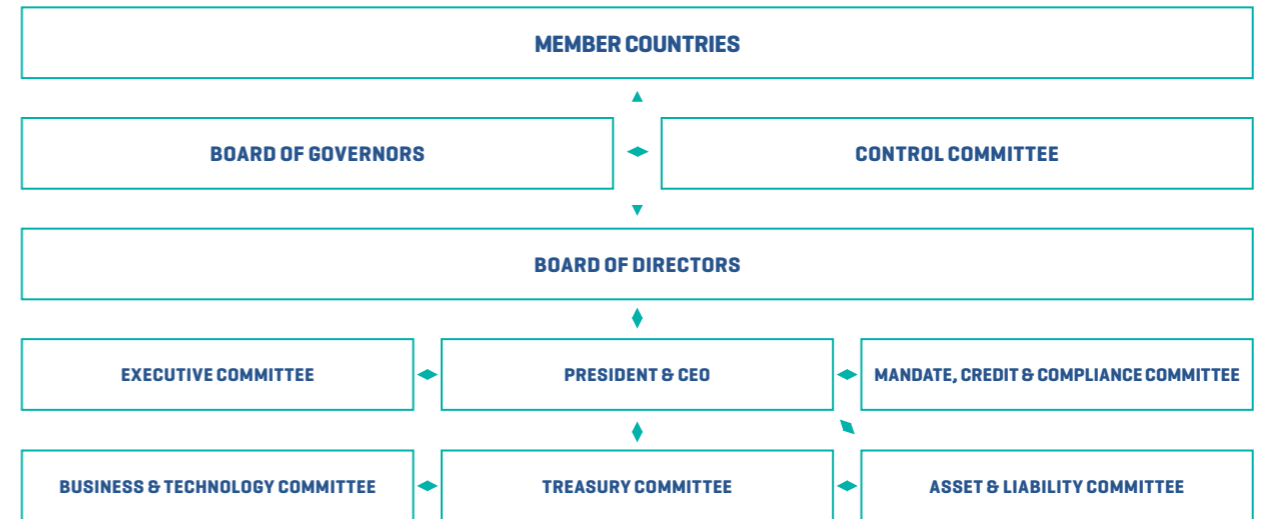 MEMBER COUNTRIES
BOARD OF GOVERNORS
CONTROL COMMITTEE
BOARD OF DIRECTORS
EXECUTIVE COMMITTEE
PRESIDENT & CEO
MANDATE, CREDIT & COMPLIANCE COMMITTEE
BUSINESS & TECHNOLOGY COMMITTEE
TREASURY COMMITTEE
ASSET & LIABILITY COMMITTEE